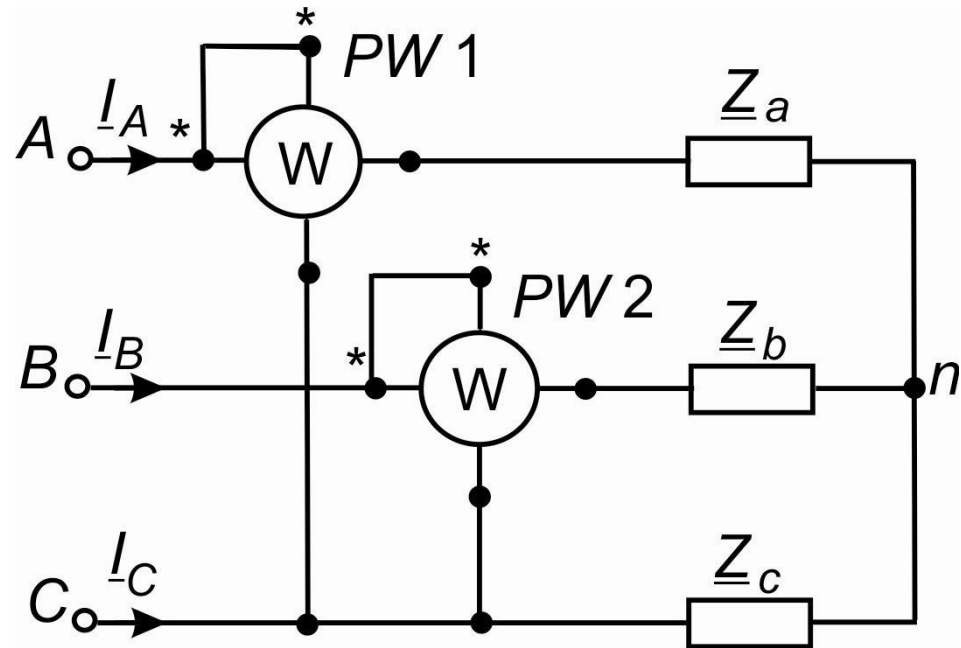 * PW 1
A I_A * W Z_a
* PW 2
B I_B * W Z_b n
C I_C Z_c